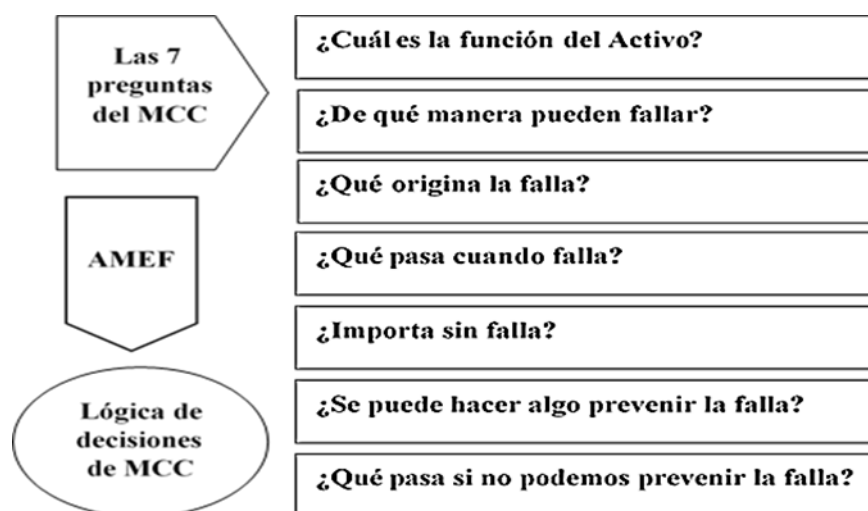 Las 7
preguntas
del MCC
¿Cuál es la función del Activo?
¿De qué manera pueden fallar?
¿Qué origina la falla?
AMEF
¿Qué pasa cuando falla?
¿Importa sin falla?
Lógica de
decisiones
de MCC
¿Se puede hacer algo prevenir la falla?
¿Qué pasa si no podemos prevenir la falla?